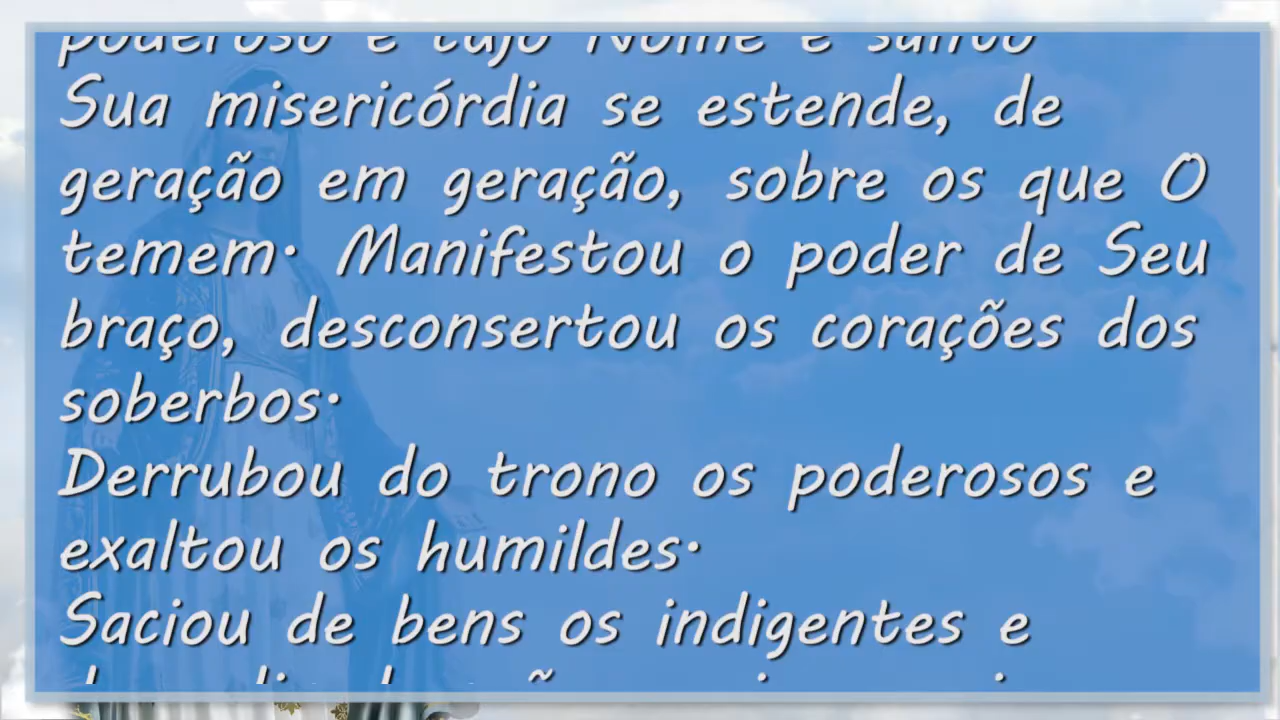 poderoso e cujo Nome é santo
Sua misericórdia se estende, de
geração em geração, sobre os que O
temem· Manifestou o poder de Seu
braço, desconsertou os corações dos
soberbos·
Derrubou do trono os poderosos e
exaltou os humildes·
Saciou de bens os indigentes e